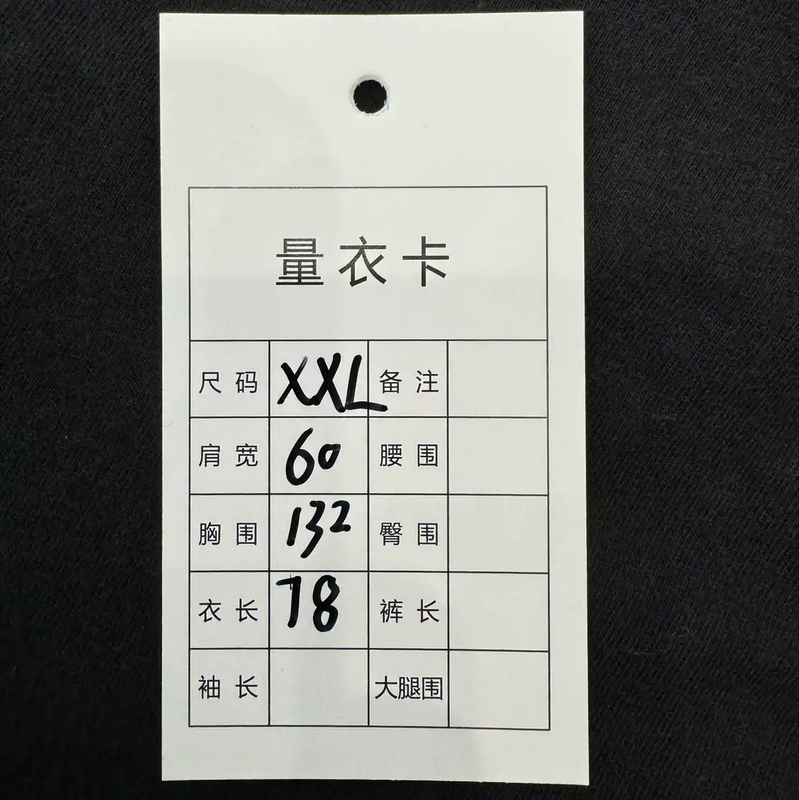 量衣卡
尺码 XXL 备注
肩宽 60 腰围
胸围 132 臀围
衣长 78 裤长
袖长 大腿围